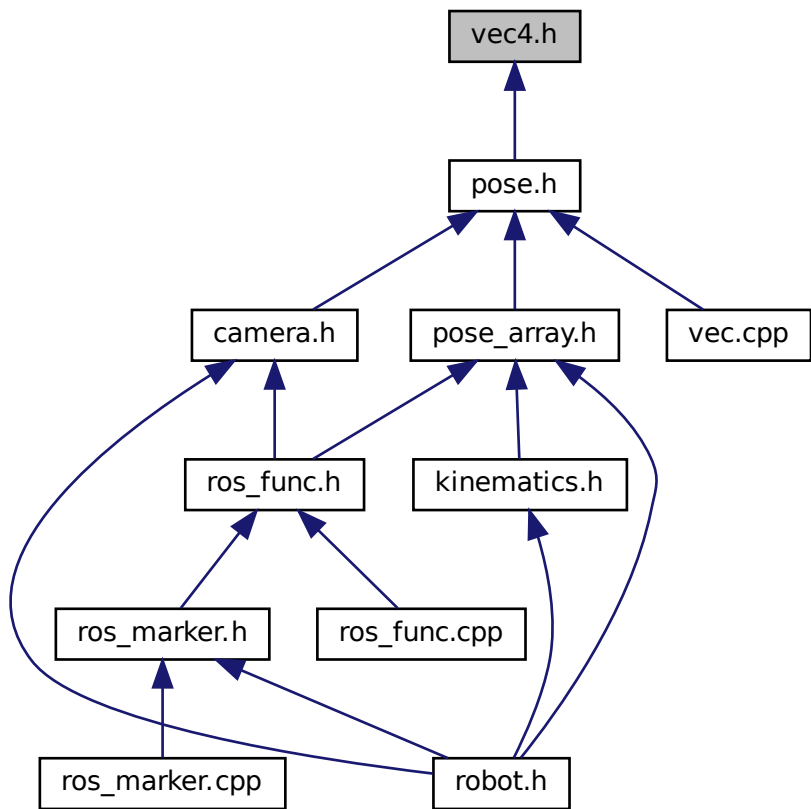 vec4.h
pose.h
camera.h
pose_array.h
vec.cpp
ros_func.h
kinematics.h
ros_marker.h
ros_func.cpp
ros_marker.cpp
robot.h